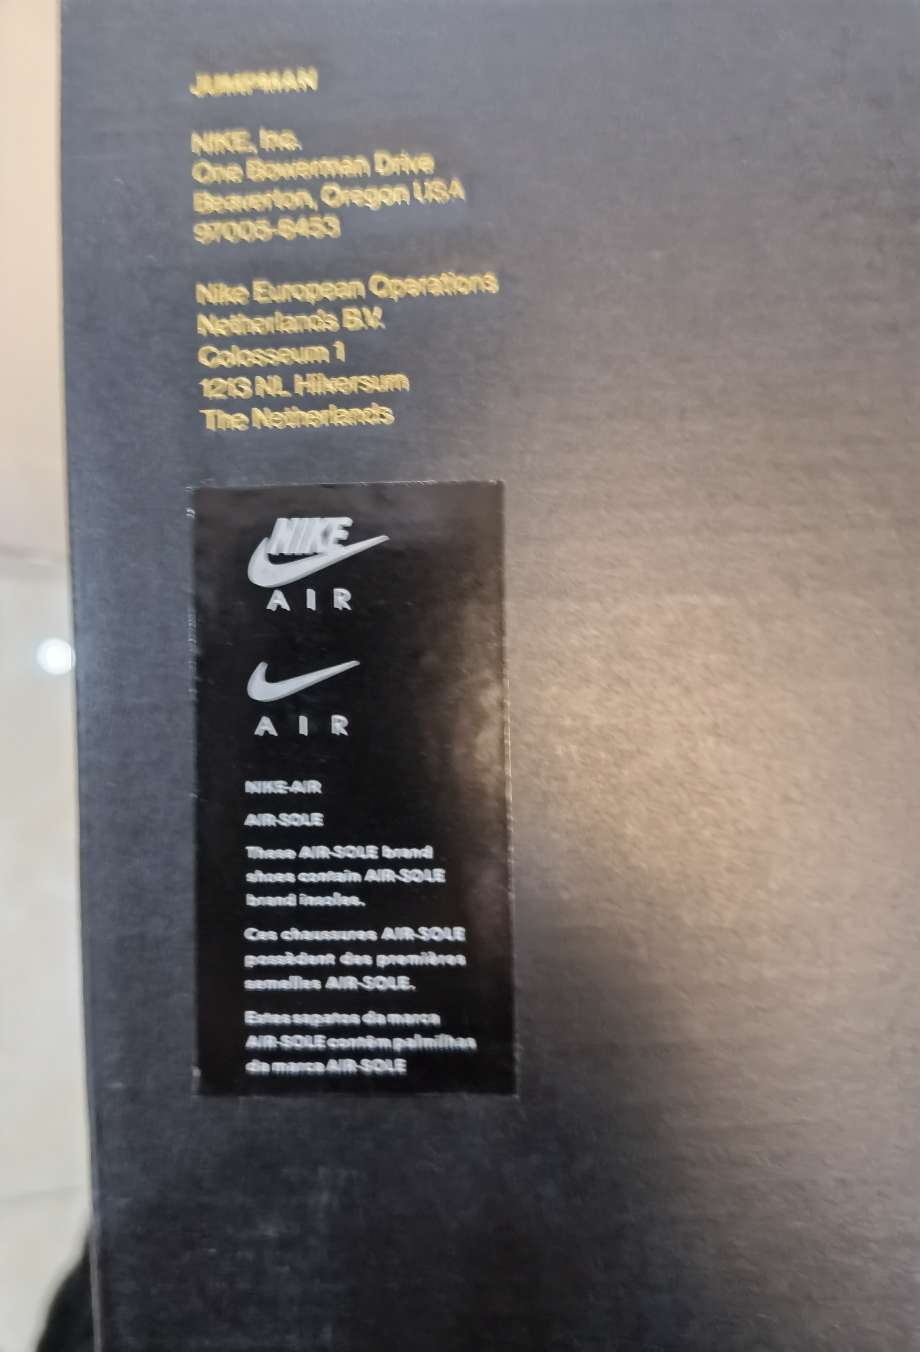 JUMPMAN
NIKE, Inc.
One Bowerman Drive
Beaverton, Oregon USA
97005-6453
Nike European Operations
Netherlands B.V.
Colosseum 1
1213 NL Hilversum
The Netherlands
NIKE
AIR
AIR
NIKE-AIR
AIR-SOLE
These AIR-SOLE brand
shoes contain AIR-SOLE
brand insoles.
Ces chaussures AIR-SOLE
possèdent des premières
semelles AIR-SOLE.
Estes sapatos da marca
AIR-SOLE contêm palmilhas
da marca AIR-SOLE